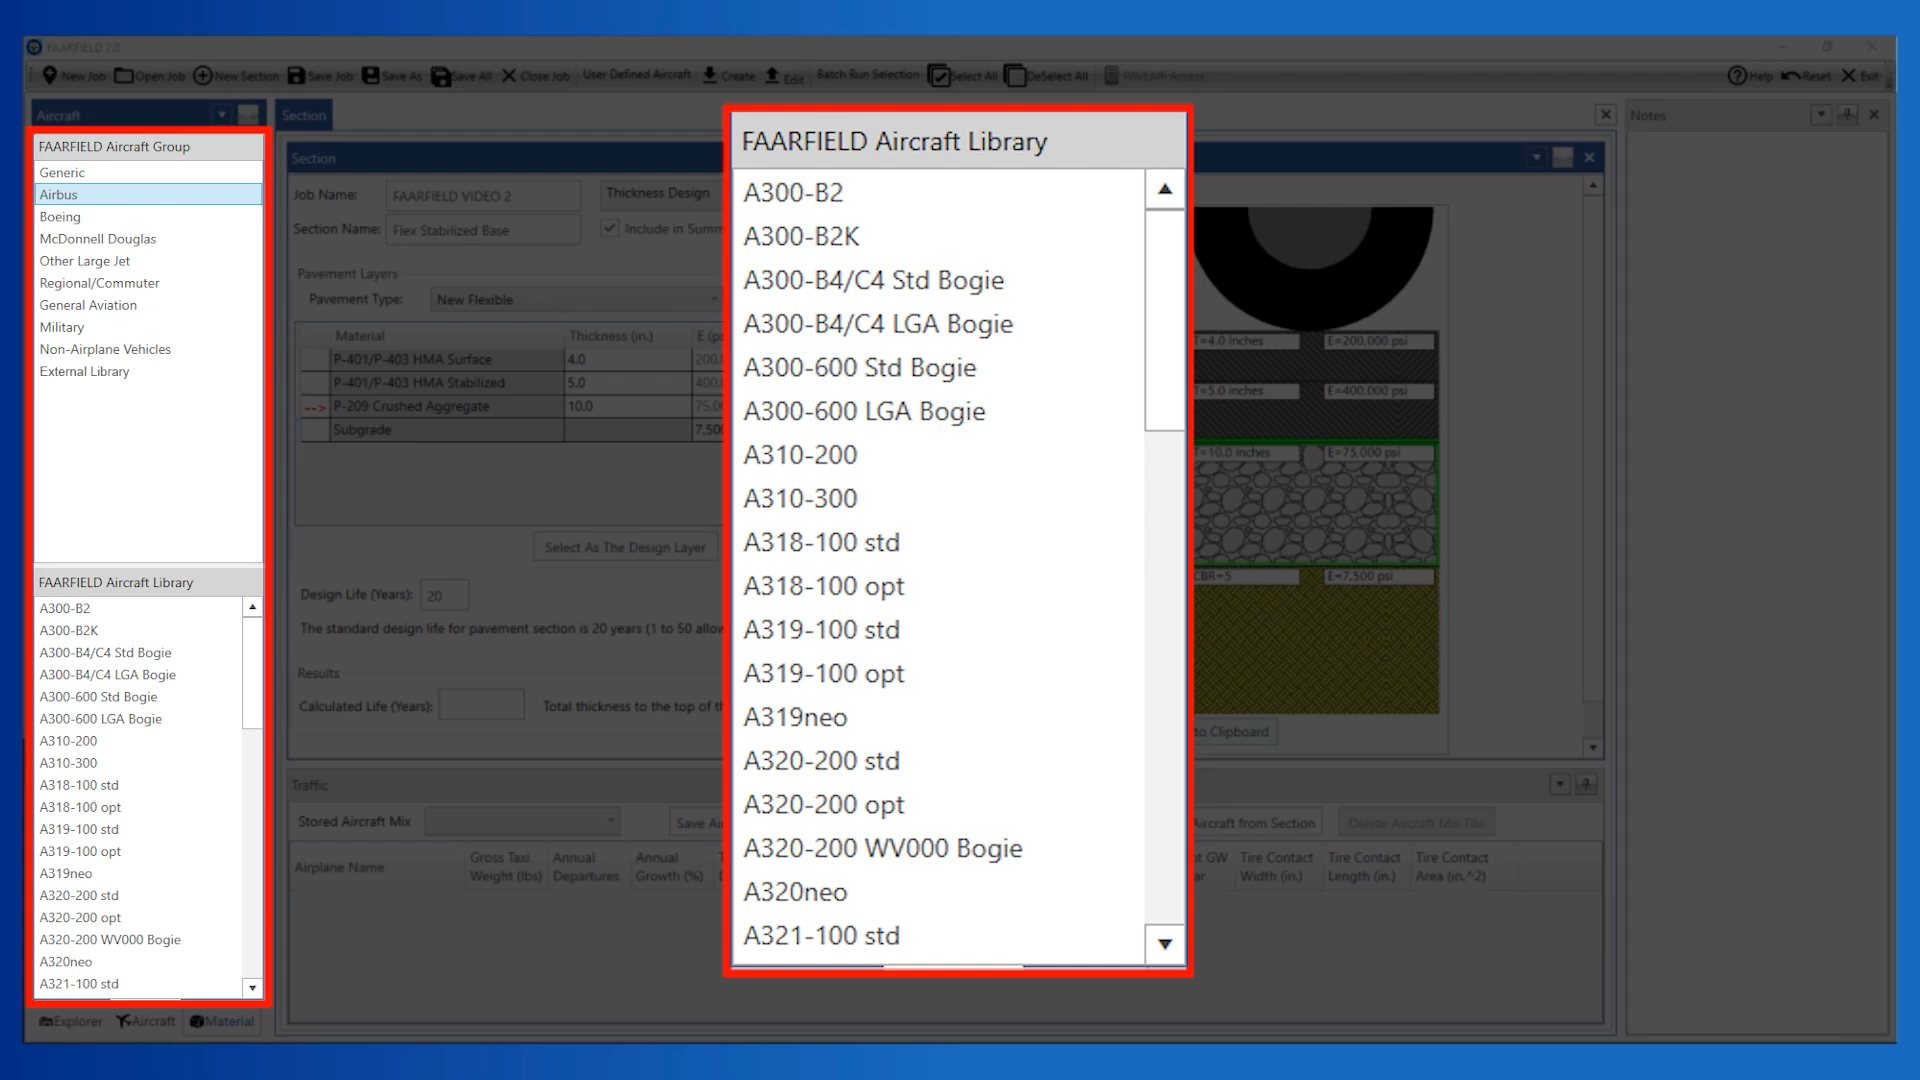 FAARFIELD 2.0
New Job Open Job New Section Save Job Save As Save All Close Job User Defined Aircraft Create Edit Batch Run Selection Select All DeSelect All PAVEAIR Access Help Reset Exit
Aircraft
FAARFIELD Aircraft Group
Generic
Airbus
Boeing
McDonnell Douglas
Other Large Jet
Regional/Commuter
General Aviation
Military
Non-Airplane Vehicles
External Library
FAARFIELD Aircraft Library
A300-B2
A300-B2K
A300-B4/C4 Std Bogie
A300-B4/C4 LGA Bogie
A300-600 Std Bogie
A300-600 LGA Bogie
A310-200
A310-300
A318-100 std
A318-100 opt
A319-100 std
A319-100 opt
A319neo
A320-200 std
A320-200 opt
A320-200 WV000 Bogie
A320neo
A321-100 std
Explorer Aircraft Material
Section
Section
Job Name: FAARFIELD VIDEO 2 Thickness Design
Section Name: Flex Stabilized Base Include in Summ
Pavement Layers
Pavement Type: New Flexible
Material Thickness (in.) E (ps
P-401/P-403 HMA Surface 4.0 200,
P-401/P-403 HMA Stabilized 5.0 400,
--> P-209 Crushed Aggregate 10.0 75,00
Subgrade 7,500
Select As The Design Layer
Design Life (Years): 20
The standard design life for pavement section is 20 years (1 to 50 allow
Results
Calculated Life (Years): Total thickness to the top of th
FAARFIELD Aircraft Library
A300-B2
A300-B2K
A300-B4/C4 Std Bogie
A300-B4/C4 LGA Bogie
A300-600 Std Bogie
A300-600 LGA Bogie
A310-200
A310-300
A318-100 std
A318-100 opt
A319-100 std
A319-100 opt
A319neo
A320-200 std
A320-200 opt
A320-200 WV000 Bogie
A320neo
A321-100 std
T=4.0 inches E=200,000 psi
T=5.0 inches E=400,000 psi
T=10.0 inches E=75,000 psi
CBR=5 E=7,500 psi
to Clipboard
Traffic
Stored Aircraft Mix Save Air Aircraft from Section Delete Aircraft Mix File
Airplane Name
Gross Taxi Weight (lbs)
Annual Departures
Annual Growth (%)
Tire Contact Width (in.)
Tire Contact Length (in.)
Tire Contact Area (in.^2)
Notes